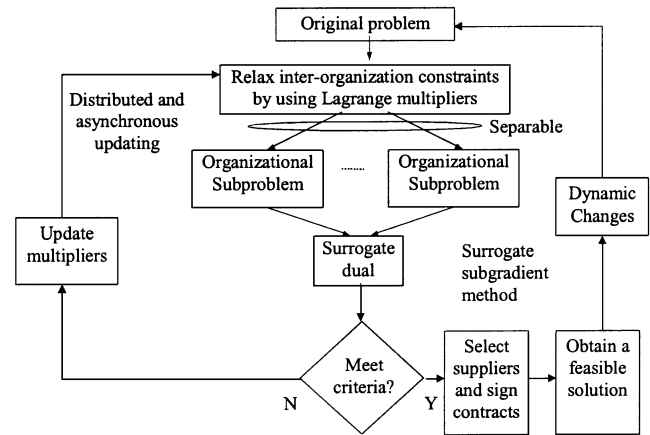 Original problem
Relax inter-organization constraints
by using Lagrange multipliers
Distributed and
asynchronous
updating
Separable
Organizational
Subproblem
........
Organizational
Subproblem
Dynamic
Changes
Update
multipliers
Surrogate
dual
Surrogate
subgradient
method
Meet
criteria?
N
Y
Select
suppliers
and sign
contracts
Obtain a
feasible
solution